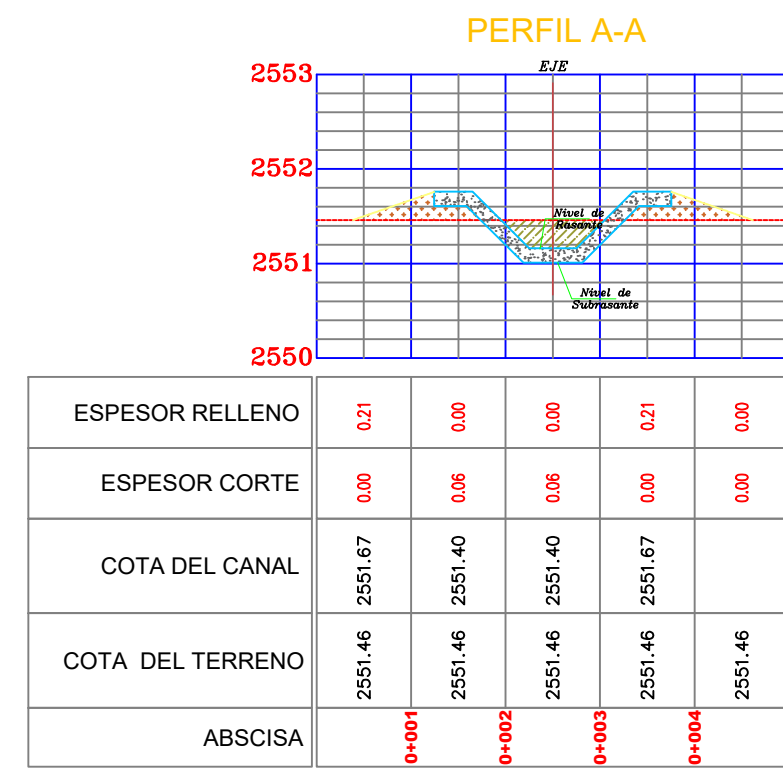 PERFIL A-A
EJE
2553
2552
2551
2550
Nivel de
Rasante
Nivel de
Subrasante
ESPESOR RELLENO 0.21 0.00 0.00 0.21 0.00
ESPESOR CORTE 0.00 0.06 0.06 0.00 0.00
COTA DEL CANAL 2551.67 2551.40 2551.40 2551.67
COTA DEL TERRENO 2551.46 2551.46 2551.46 2551.46 2551.46
ABSCISA 0+001 0+002 0+003 0+004